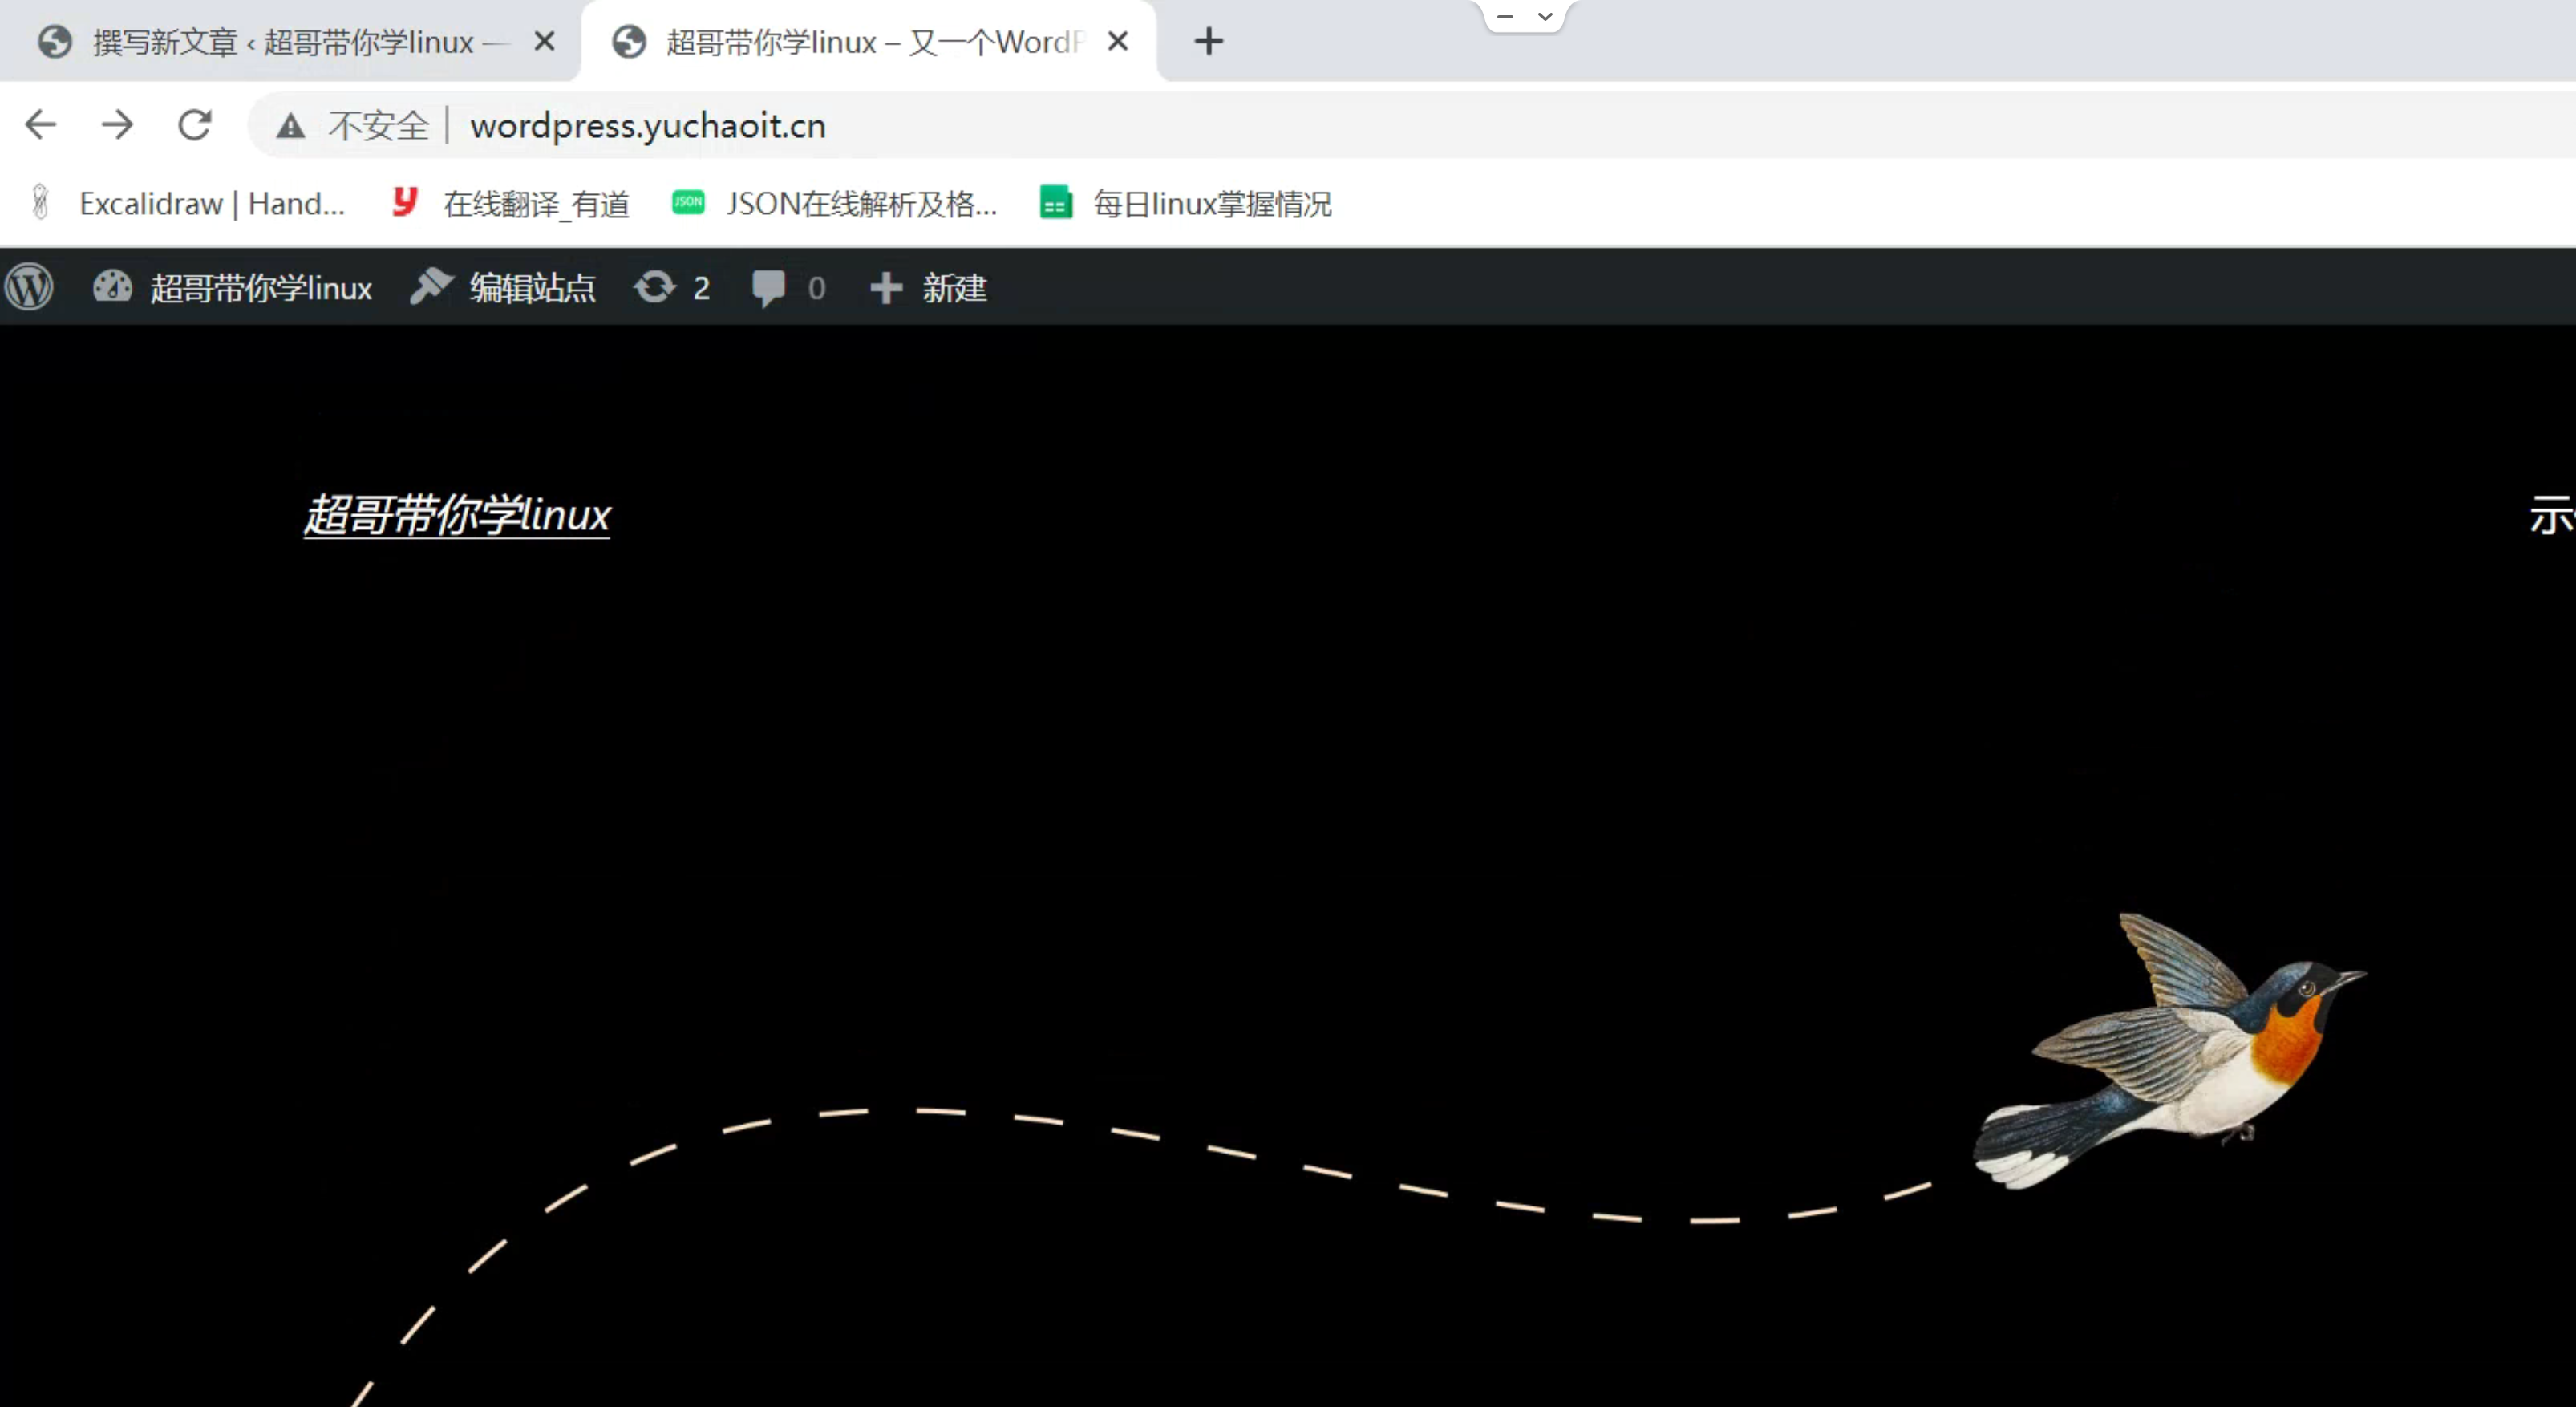 撰写新文章 ‹ 超哥带你学linux —
超哥带你学linux – 又一个WordP
不安全 | wordpress.yuchaoit.cn
Excalidraw | Hand... 在线翻译_有道 JSON JSON在线解析及格... 每日linux掌握情况
超哥带你学linux 编辑站点 2 0 新建
超哥带你学linux
示